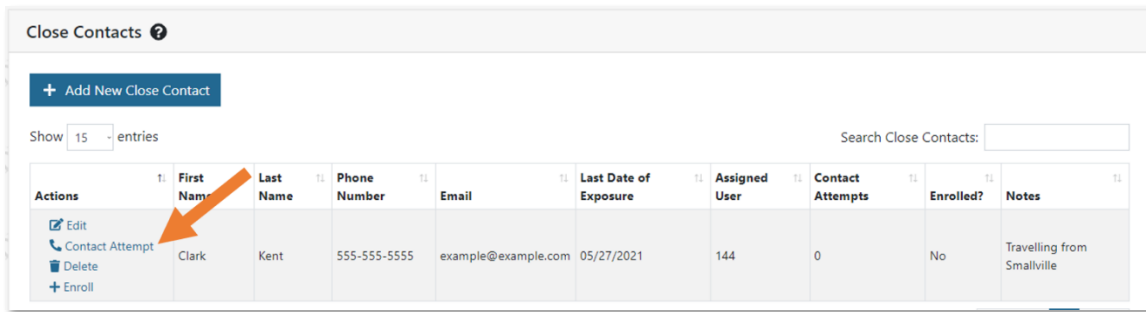 Close Contacts ?
+ Add New Close Contact
Show 15 entries
Search Close Contacts:
Actions First Name Last Name Phone Number Email Last Date of Exposure Assigned User Contact Attempts Enrolled? Notes
Edit
Contact Attempt
Delete
+ Enroll
Clark Kent 555-555-5555 example@example.com 05/27/2021 144 0 No Travelling from
Smallville